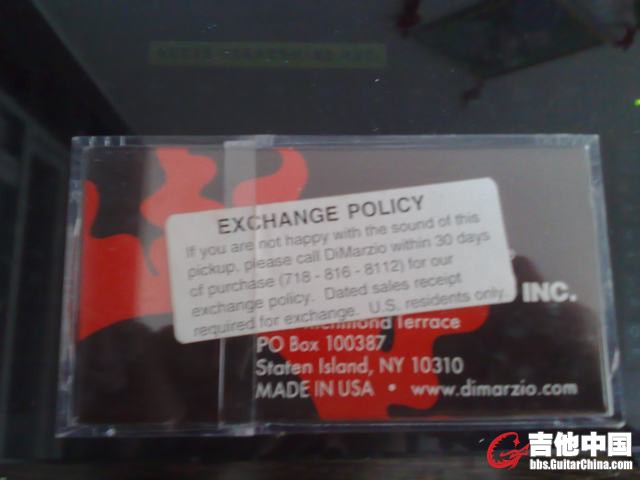 EXCHANGE POLICY
If you are not happy with the sound of this
pickup, please call DiMarzio within 30 days
of purchase (718 - 816 - 8112) for our
exchange policy. Dated sales receipt
required for exchange. U.S. residents only.
INC.
Richmond Terrace
PO Box 100387
Staten Island, NY 10310
MADE IN USA • www.dimarzio.com
吉他中国
bbs.GuitarChina.com